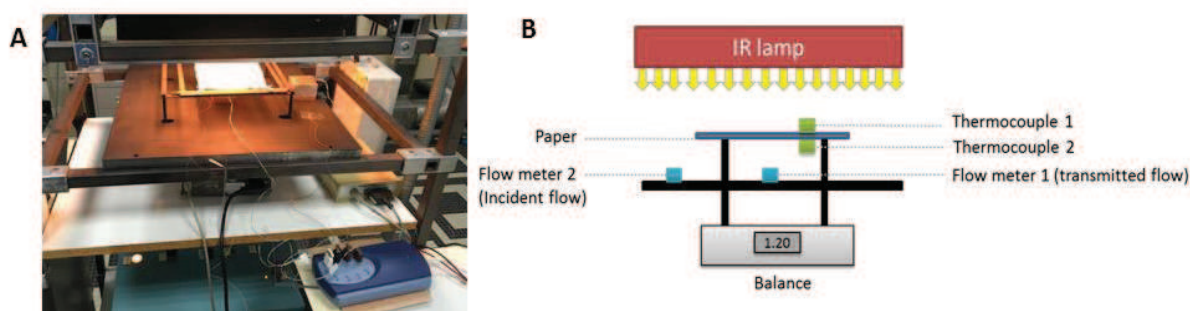 A
B
IR lamp
Thermocouple 1
Paper
Thermocouple 2
Flow meter 2
(Incident flow)
Flow meter 1 (transmitted flow)
1.20
Balance